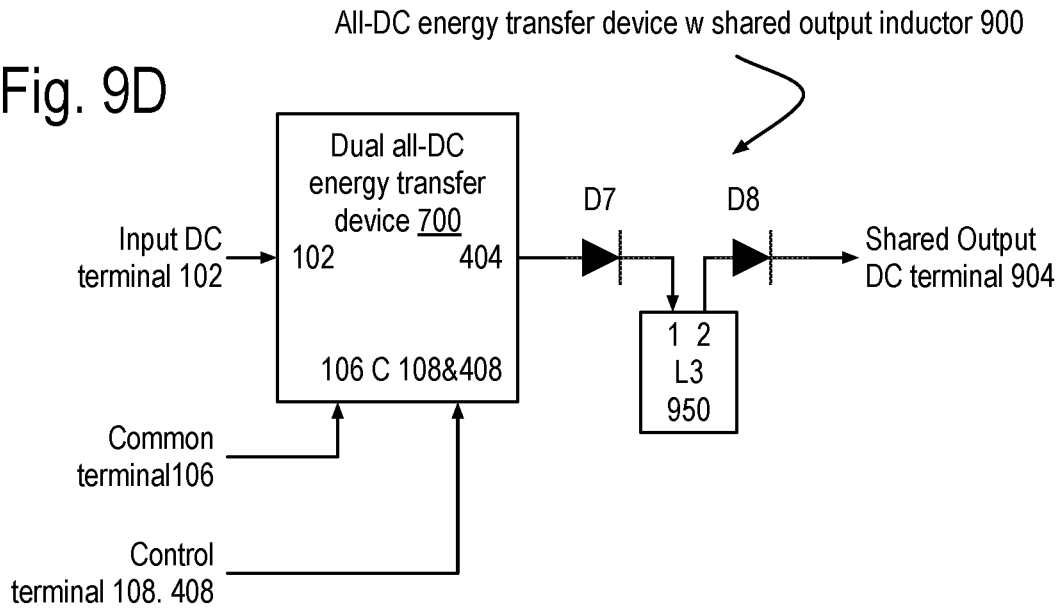 All-DC energy transfer device w shared output inductor 900
Fig. 9D
Dual all-DC
energy transfer
device 700
D7
D8
Input DC
terminal 102
102
404
Shared Output
DC terminal 904
1 2
L3
950
106 C 108&408
Common
terminal106
Control
terminal 108. 408